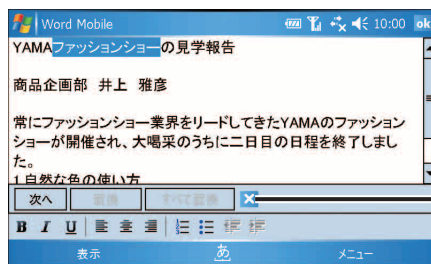 Word Mobile 10:00 ok
YAMAファッションショーの見学報告
商品企画部 井上 雅彦
常にファッションショー業界をリードしてきたYAMAのファッション
ショーが開催され、大喝采のうちに二日目の日程を終了しまし
た。
1.自然な色の使い方
次へ 置換 すべて置換
B I U
表示 あ メニュー